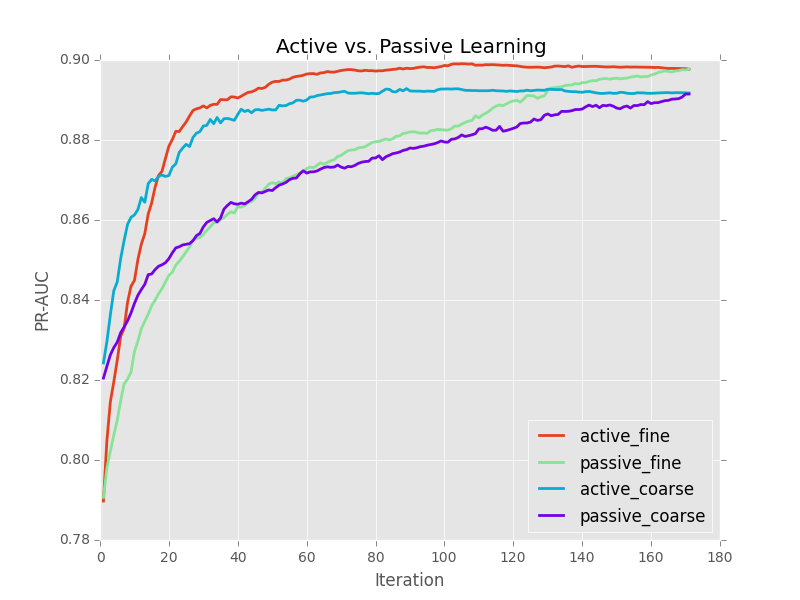 Active vs. Passive Learning
PR-AUC
0.90
0.88
0.86
0.84
0.82
0.80
0.78
0 20 40 60 80 100 120 140 160 180
Iteration
active_fine
passive_fine
active_coarse
passive_coarse